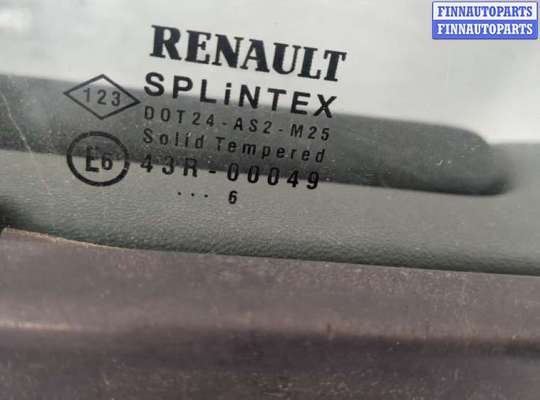 FINNAUTOPARTS
FINNAUTOPARTS
RENAULT
SPLiNTEX
123
DOT24-AS2-M25
Solid Tempered
E6 43R-00049
... 6